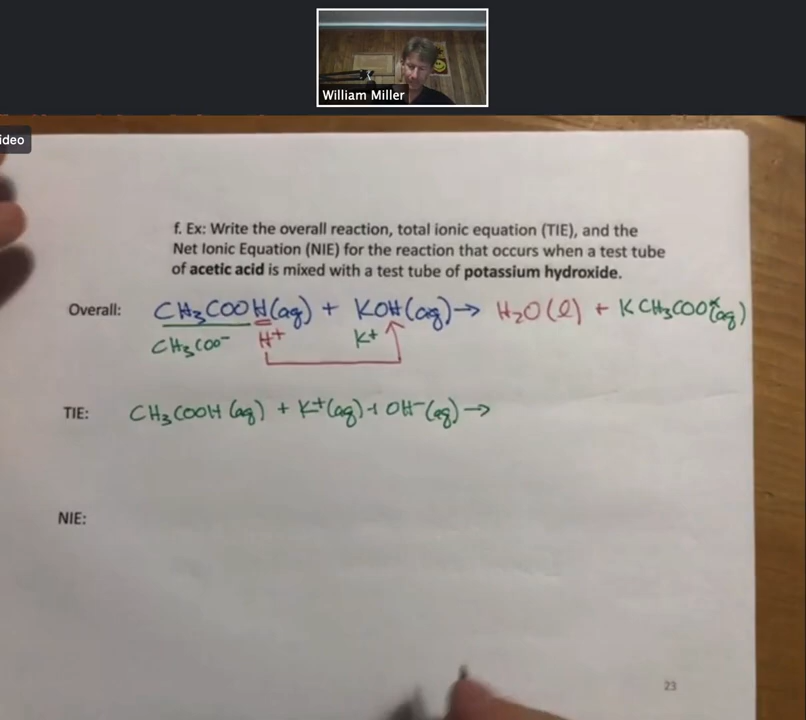 William Miller
ideo
f. Ex: Write the overall reaction, total ionic equation (TIE), and the
Net Ionic Equation (NIE) for the reaction that occurs when a test tube
of acetic acid is mixed with a test tube of potassium hydroxide.
Overall: CH₃COOH(aq) + KOH(aq) → H₂O(l) + KCH₃COO(aq)
CH₃COO⁻ H⁺ K⁺
TIE: CH₃COOH(aq) + K⁺(aq) + OH⁻(aq) →
NIE:
23